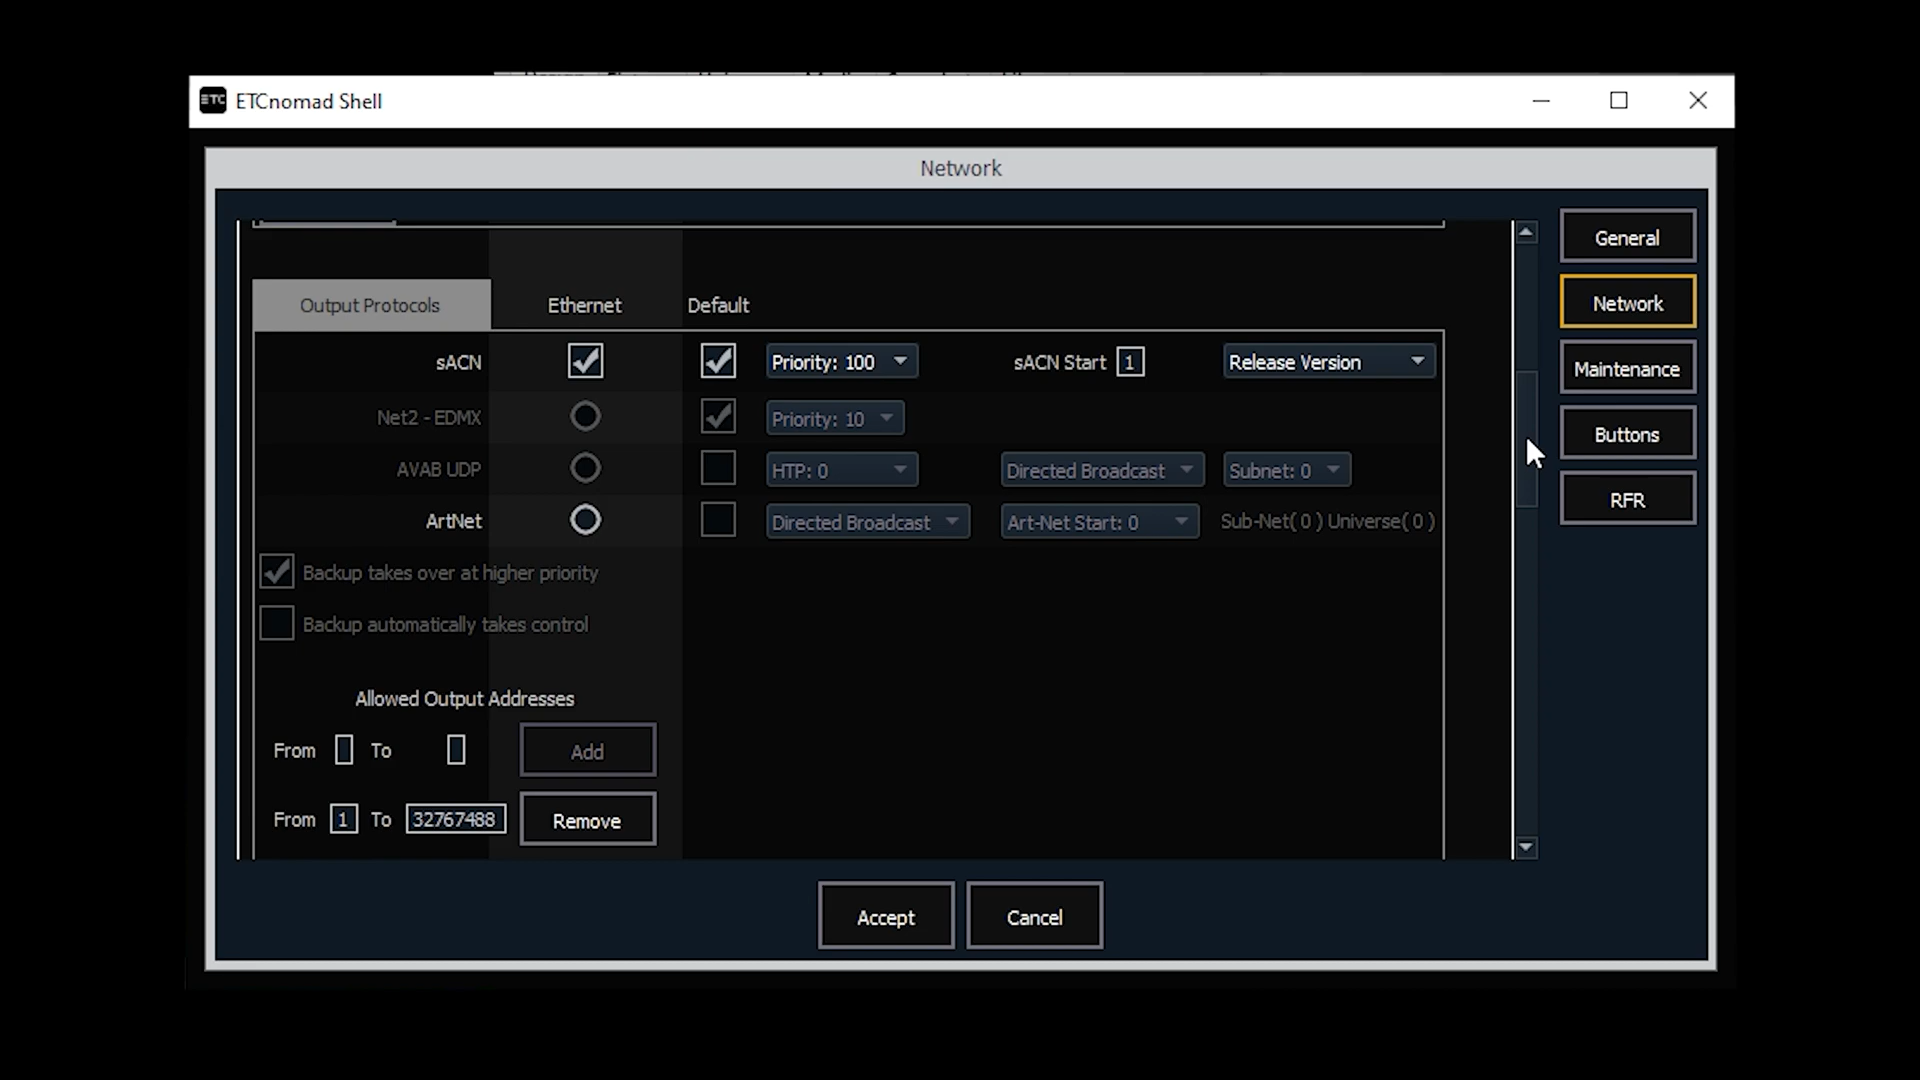 ETC ETCnomad Shell
Network
Output Protocols Ethernet Default
sACN Priority: 100 sACN Start 1 Release Version
Net2 - EDMX Priority: 10
AVAB UDP HTP: 0 Directed Broadcast Subnet: 0
ArtNet Directed Broadcast Art-Net Start: 0 Sub-Net( 0 ) Universe( 0 )
Backup takes over at higher priority
Backup automatically takes control
Allowed Output Addresses
From To Add
From 1 To 32767488 Remove
Accept Cancel
General
Network
Maintenance
Buttons
RFR